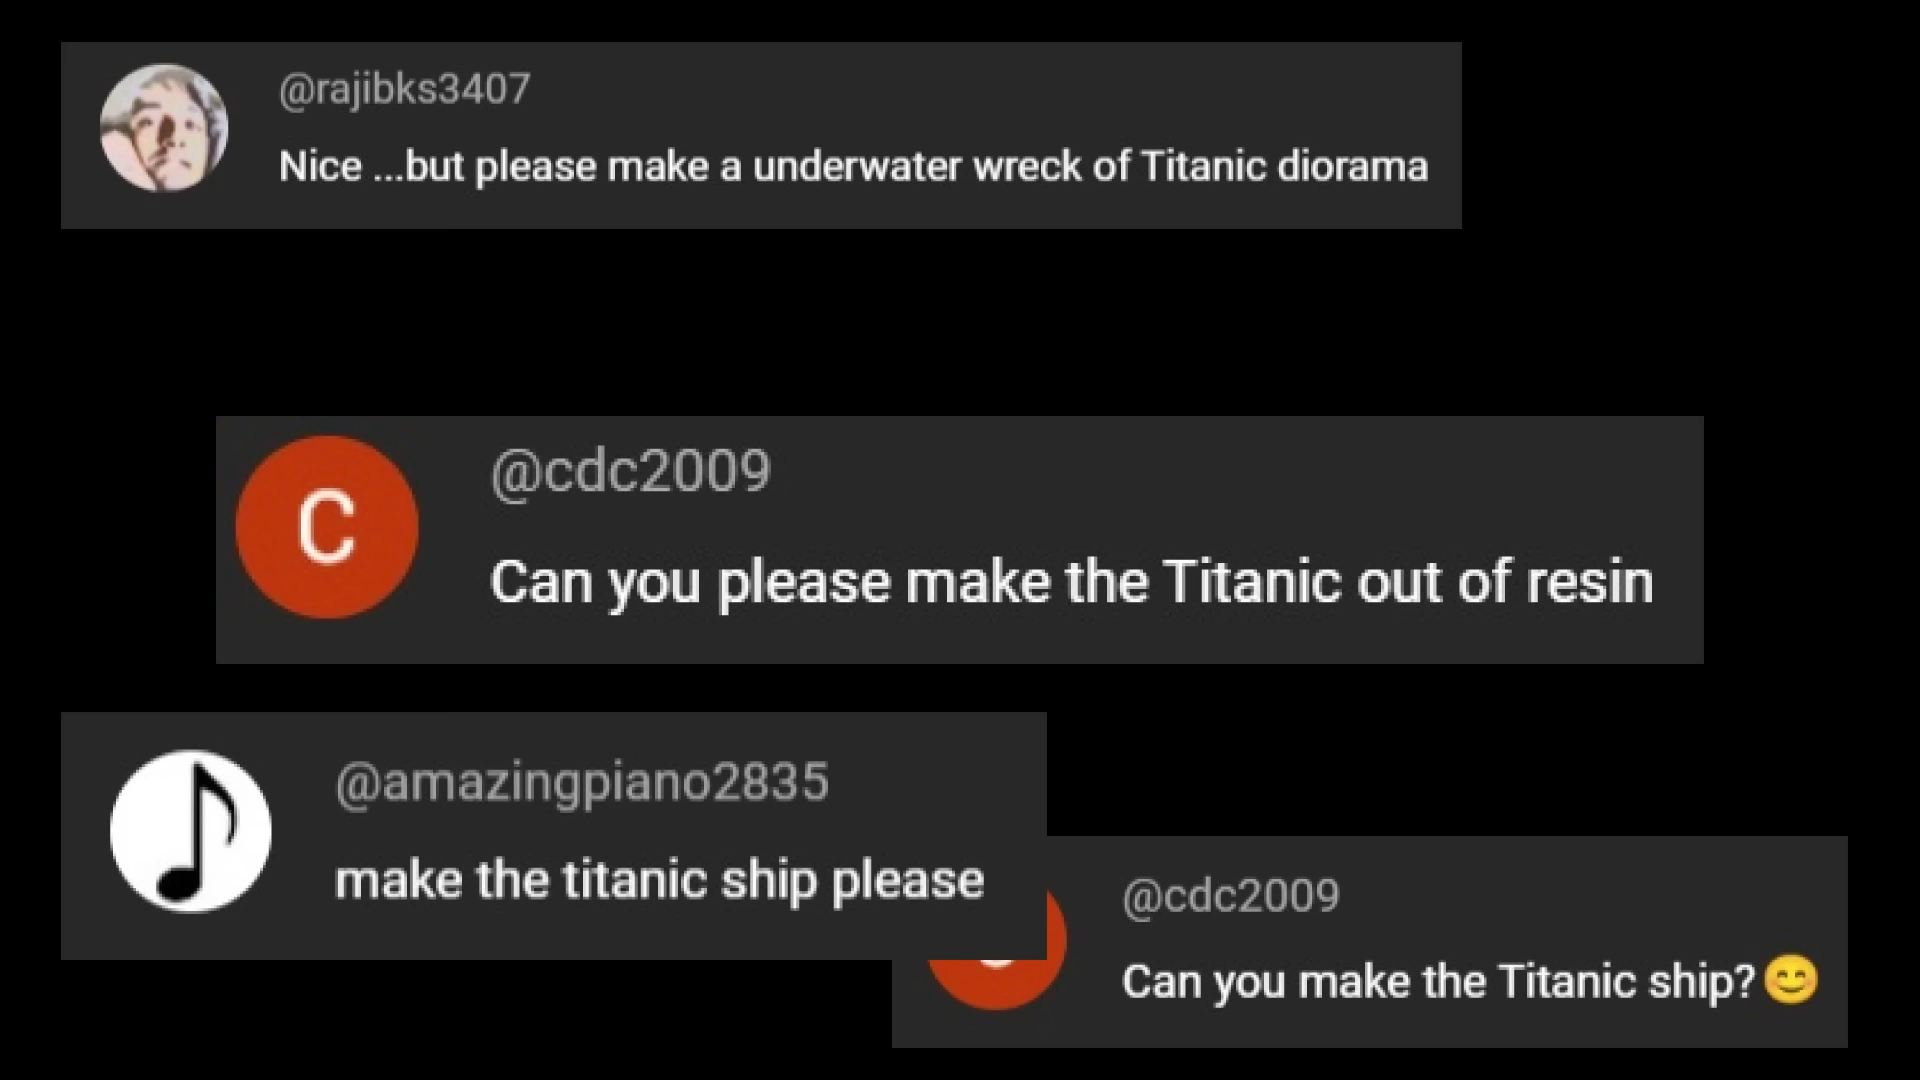 @rajibks3407
Nice ...but please make a underwater wreck of Titanic diorama
C
@cdc2009
Can you please make the Titanic out of resin
@amazingpiano2835
make the titanic ship please
@cdc2009
Can you make the Titanic ship?😊